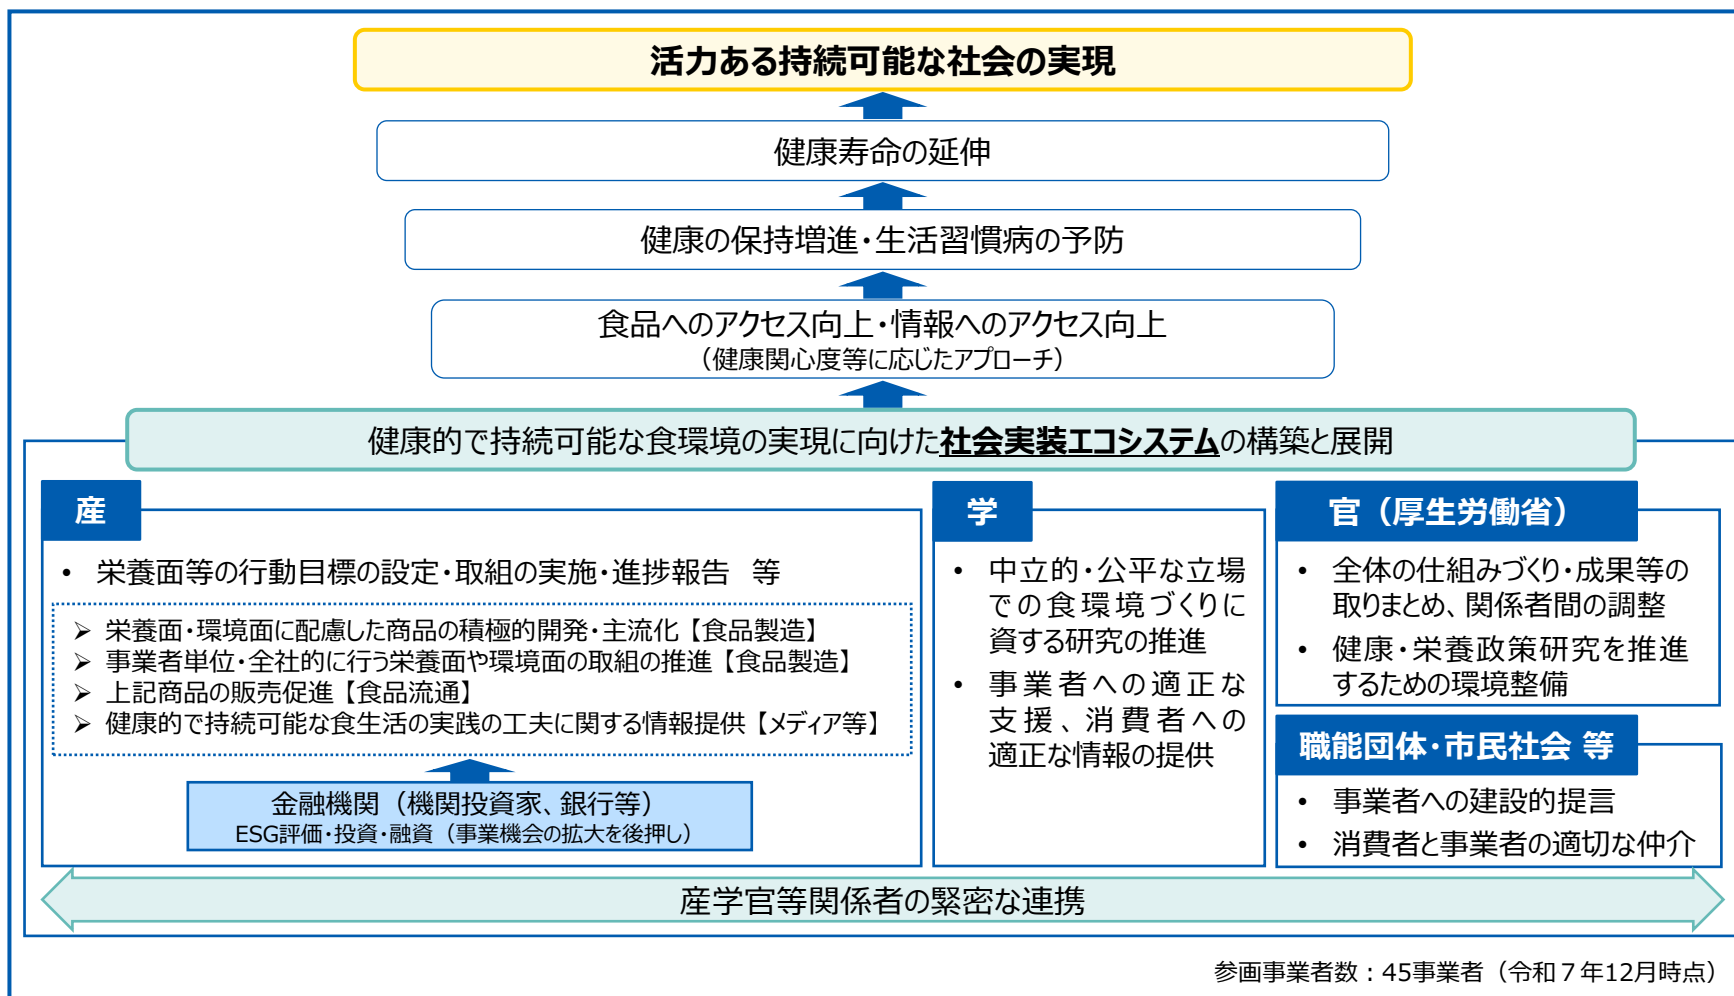 活力ある持続可能な社会の実現
健康寿命の延伸
健康の保持増進・生活習慣病の予防
食品へのアクセス向上・情報へのアクセス向上
（健康関心度等に応じたアプローチ）
健康的で持続可能な食環境の実現に向けた社会実装エコシステムの構築と展開
産
• 栄養面等の行動目標の設定・取組の実施・進捗報告　等
➢ 栄養面・環境面に配慮した商品の積極的開発・主流化【食品製造】
➢ 事業者単位・全社的に行う栄養面や環境面の取組の推進【食品製造】
➢ 上記商品の販売促進【食品流通】
➢ 健康的で持続可能な食生活の実践の工夫に関する情報提供【メディア等】
金融機関（機関投資家、銀行等）
ESG評価・投資・融資（事業機会の拡大を後押し）
学
• 中立的・公平な立場
での食環境づくりに
資する研究の推進
• 事業者への適正な
支援、消費者への
適正な情報の提供
官（厚生労働省）
• 全体の仕組みづくり・成果等の
取りまとめ、関係者間の調整
• 健康・栄養政策研究を推進
するための環境整備
職能団体・市民社会 等
• 事業者への建設的提言
• 消費者と事業者の適切な仲介
産学官等関係者の緊密な連携
参画事業者数：45事業者（令和７年12月時点）